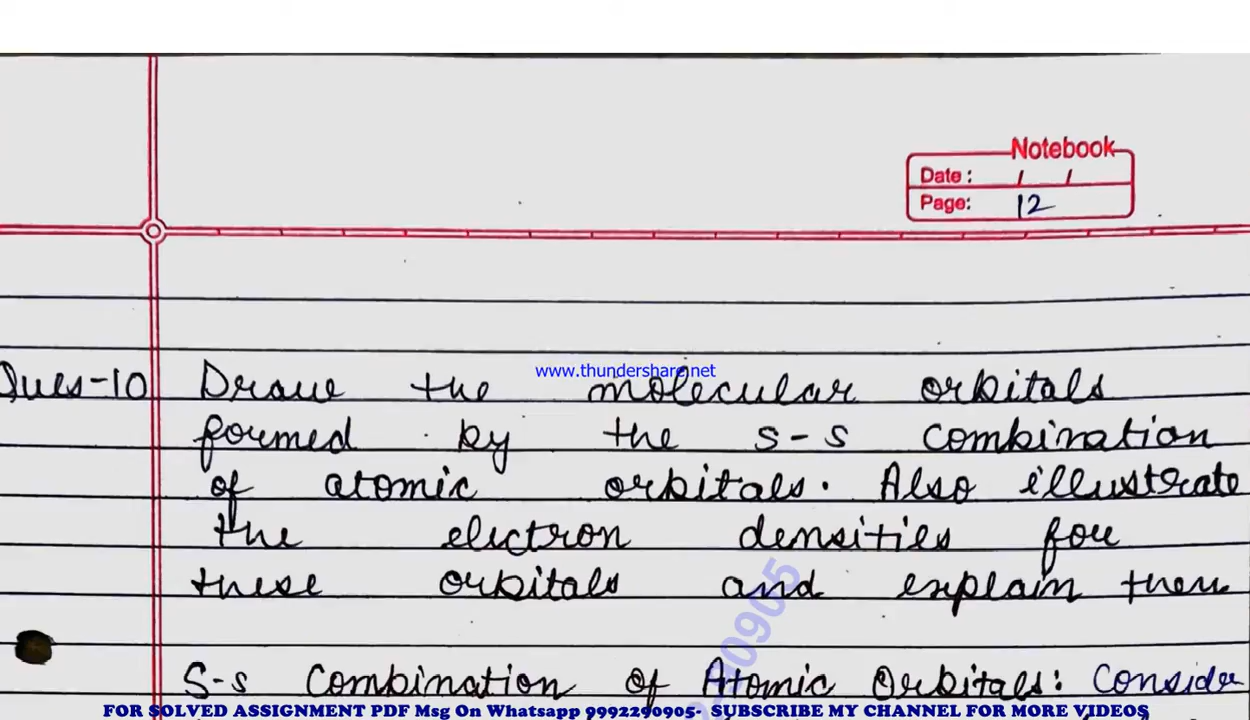 Notebook
Date : / /
Page: 12
www.thundershare.net
Ques-10 Draw the molecular orbitals
formed by the s-s combination
of atomic orbitals. Also illustrate
the electron densities for
these orbitals and explain them
S-s Combination of Atomic Orbitals: Consider
90905
FOR SOLVED ASSIGNMENT PDF Msg On Whatsapp 9992290905- SUBSCRIBE MY CHANNEL FOR MORE VIDEOS